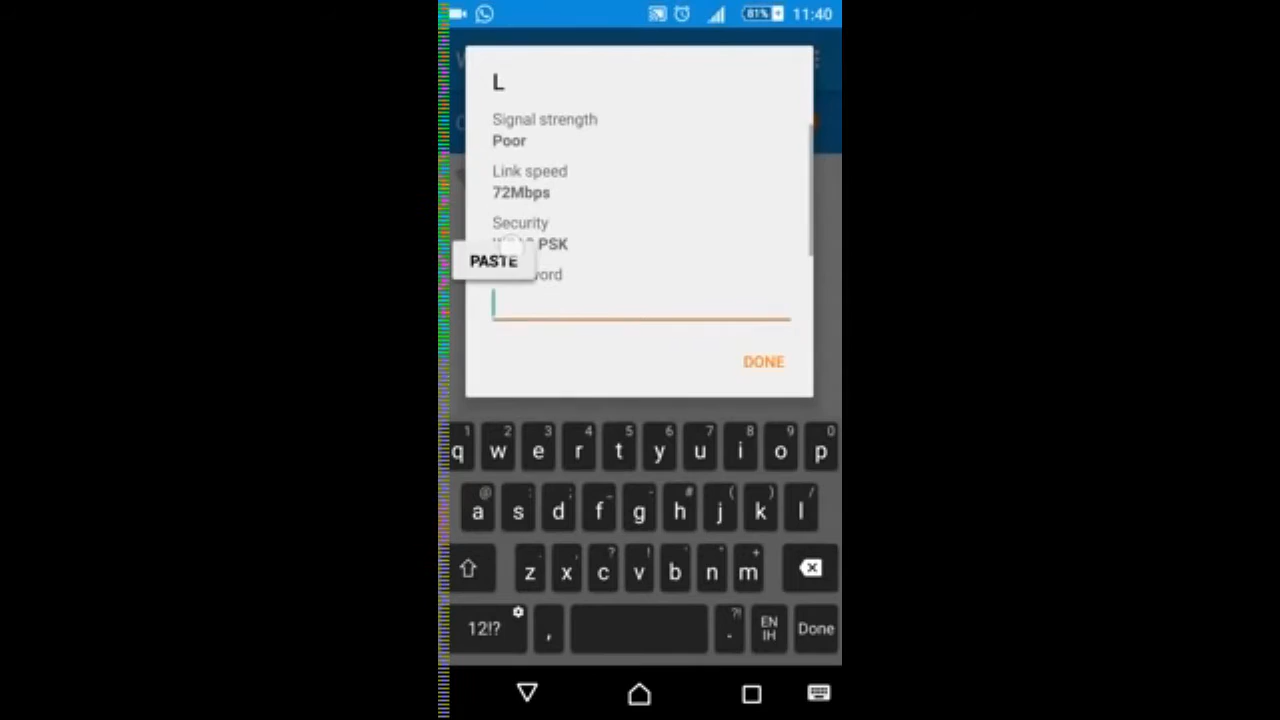 81% 11:40
L
Signal strength
Poor
Link speed
72Mbps
Security
PSK
PASTE
DONE
1 2 3 4 5 6 7 8 9 0
q w e r t y u i o p
@ : ; _ - # ( ) /
a s d f g h j k l
. , ? ! ' " +
z x c v b n m
12!? , ?! . EN IH Done